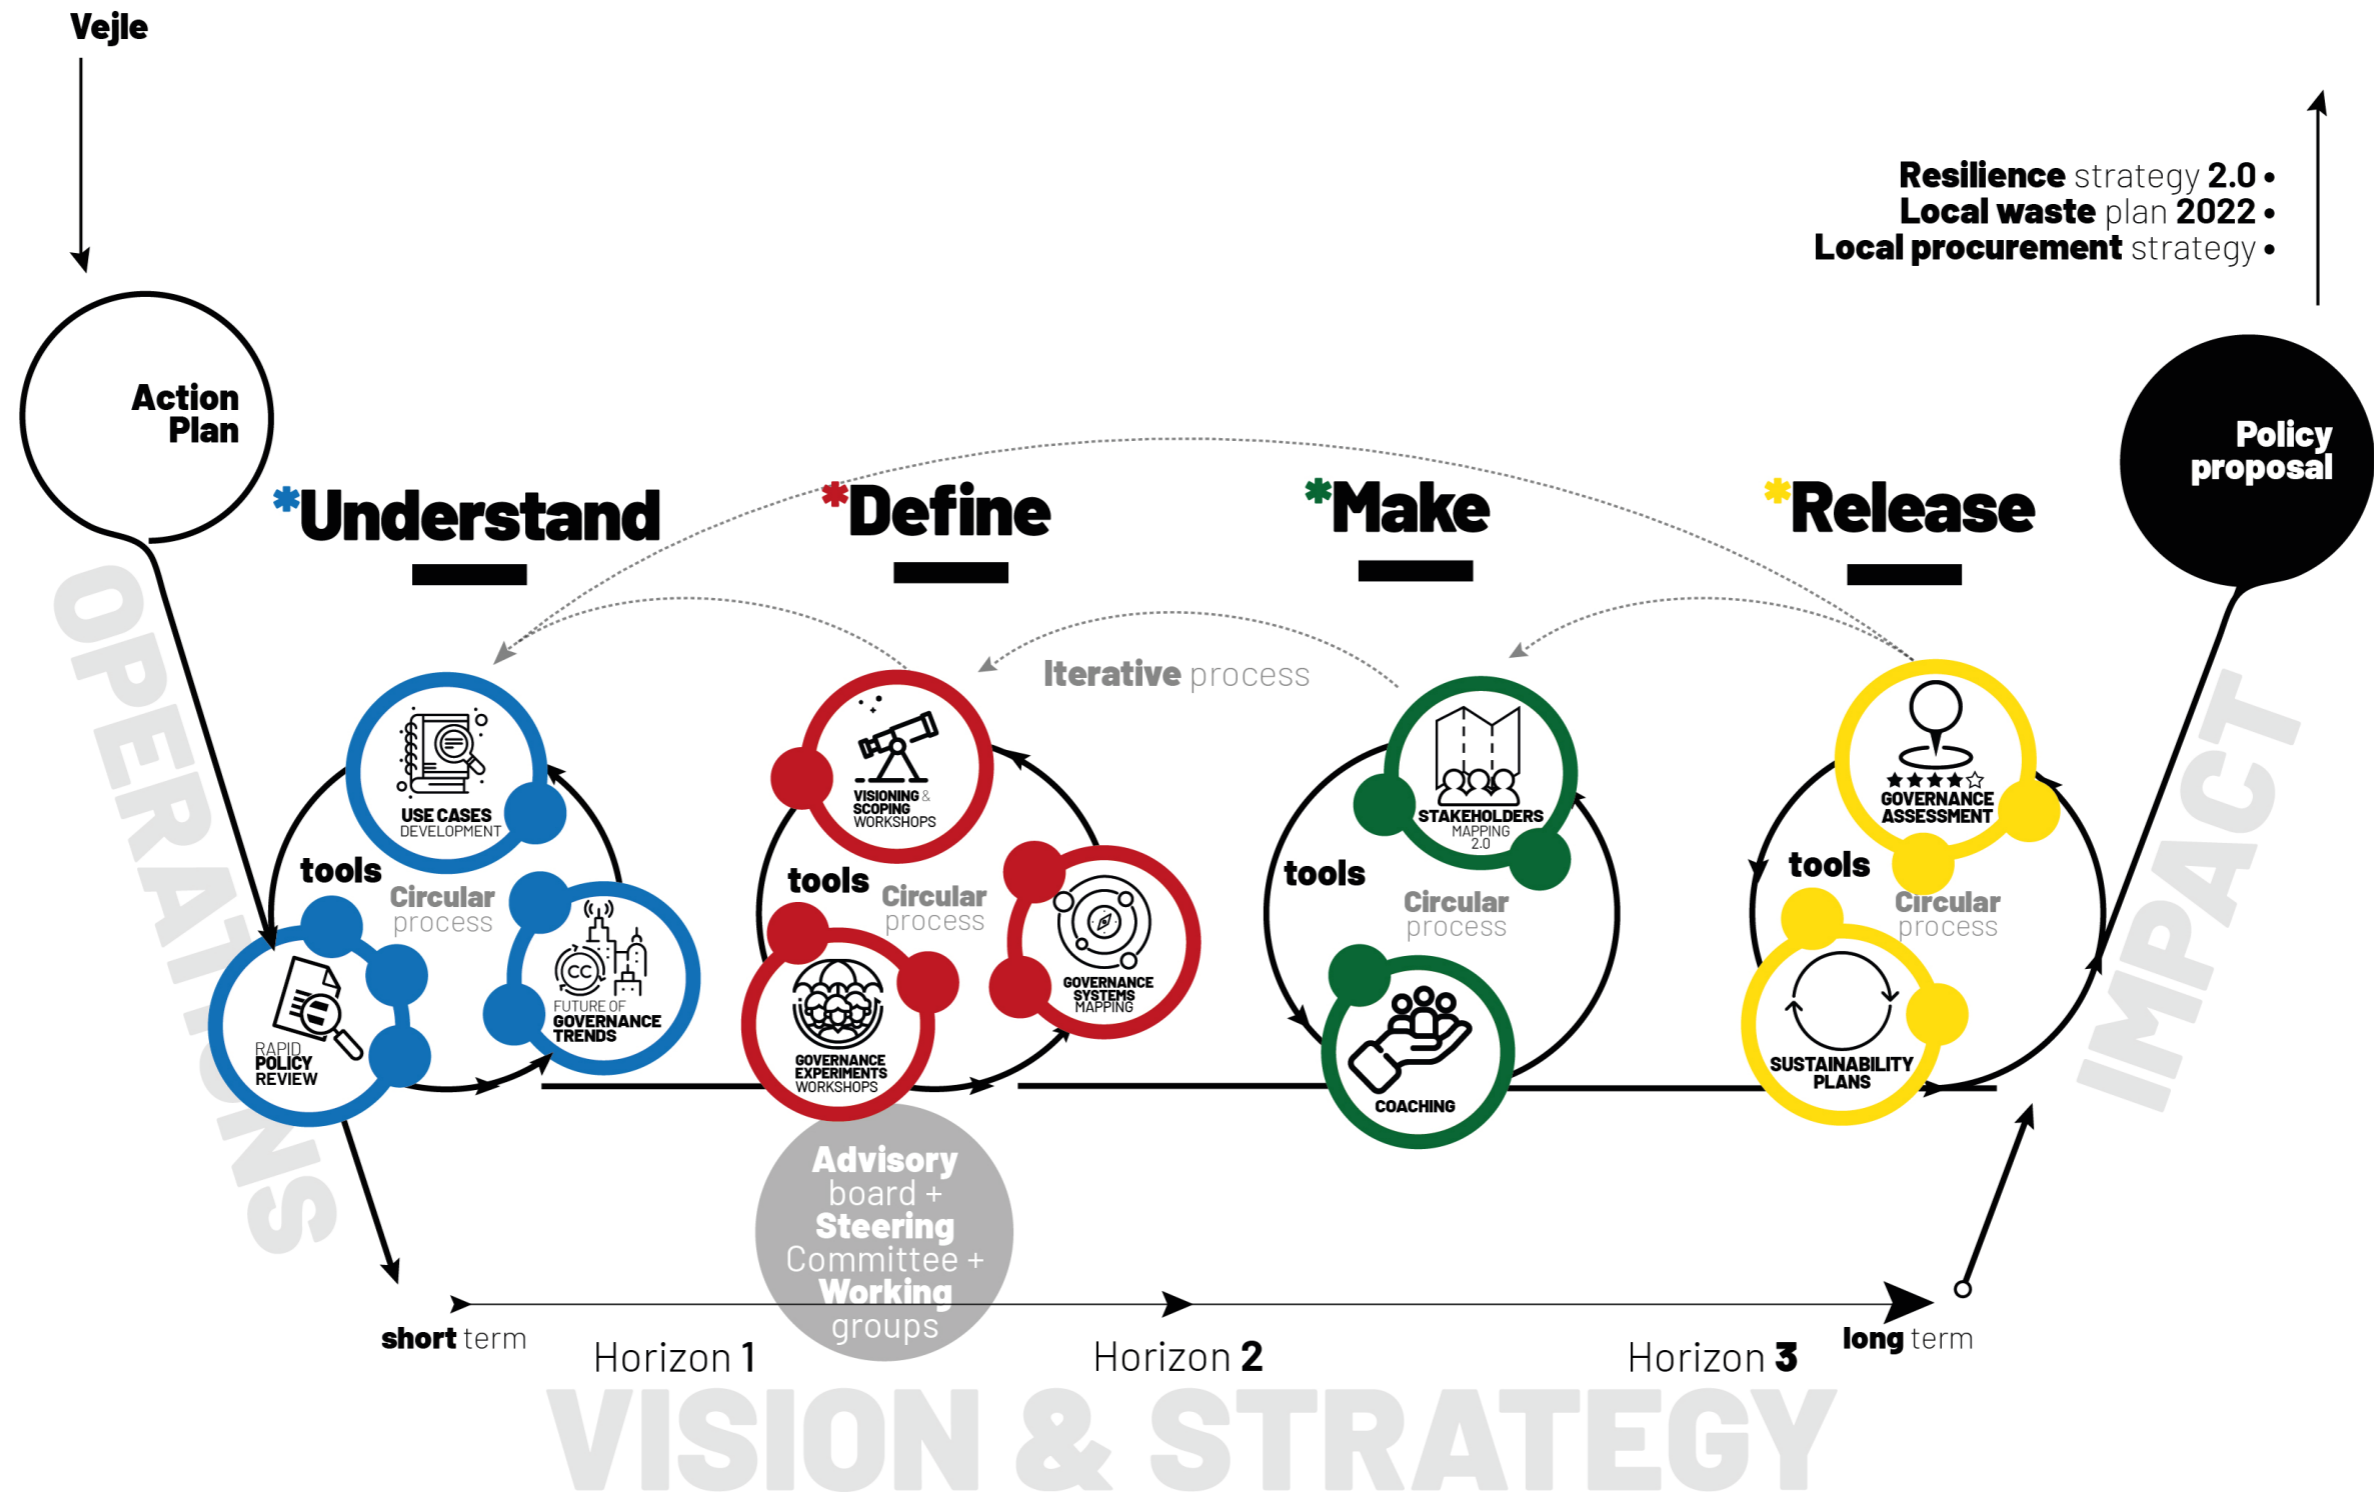 Vejle
Resilience strategy 2.0 •
Local waste plan 2022 •
Local procurement strategy •
Action
Plan
Policy
proposal
*Understand
*Define
*Make
*Release
Iterative process
USE CASES
DEVELOPMENT
tools
Circular
process
RAPID
POLICY
REVIEW
CC
FUTURE OF
GOVERNANCE
TRENDS
VISIONING &
SCOPING
WORKSHOPS
tools
Circular
process
GOVERNANCE
EXPERIMENTS
WORKSHOPS
GOVERNANCE
SYSTEMS
MAPPING
STAKEHOLDERS
MAPPING
2.0
tools
Circular
process
COACHING
GOVERNANCE
ASSESSMENT
tools
Circular
process
SUSTAINABILITY
PLANS
OPERATIONS
IMPACT
Advisory
board +
Steering
Committee +
Working
groups
short term
Horizon 1
Horizon 2
Horizon 3
long term
VISION & STRATEGY